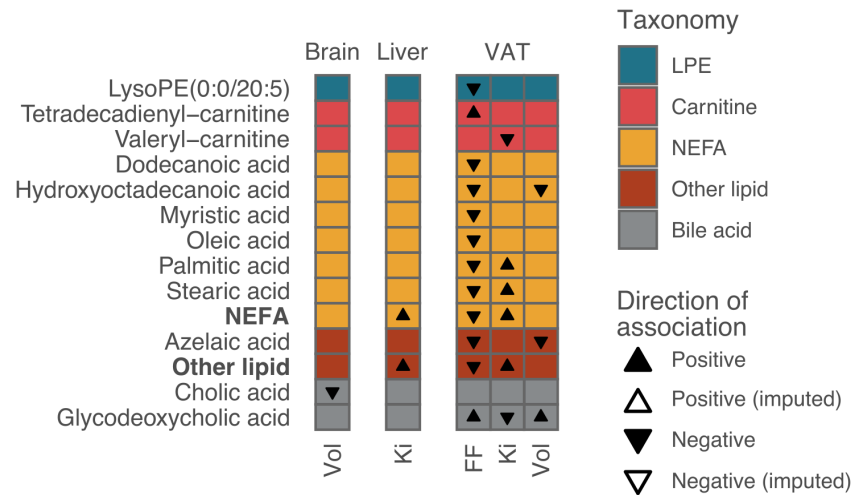 Taxonomy
Brain Liver VAT
LysoPE(0:0/20:5)
Tetradecadienyl−carnitine
Valeryl−carnitine
Dodecanoic acid
Hydroxyoctadecanoic acid
Myristic acid
Oleic acid
Palmitic acid
Stearic acid
NEFA
Azelaic acid
Other lipid
Cholic acid
Glycodeoxycholic acid
Vol
Ki
FF
Ki
Vol
LPE
Carnitine
NEFA
Other lipid
Bile acid
Direction of
association
Positive
Positive (imputed)
Negative
Negative (imputed)